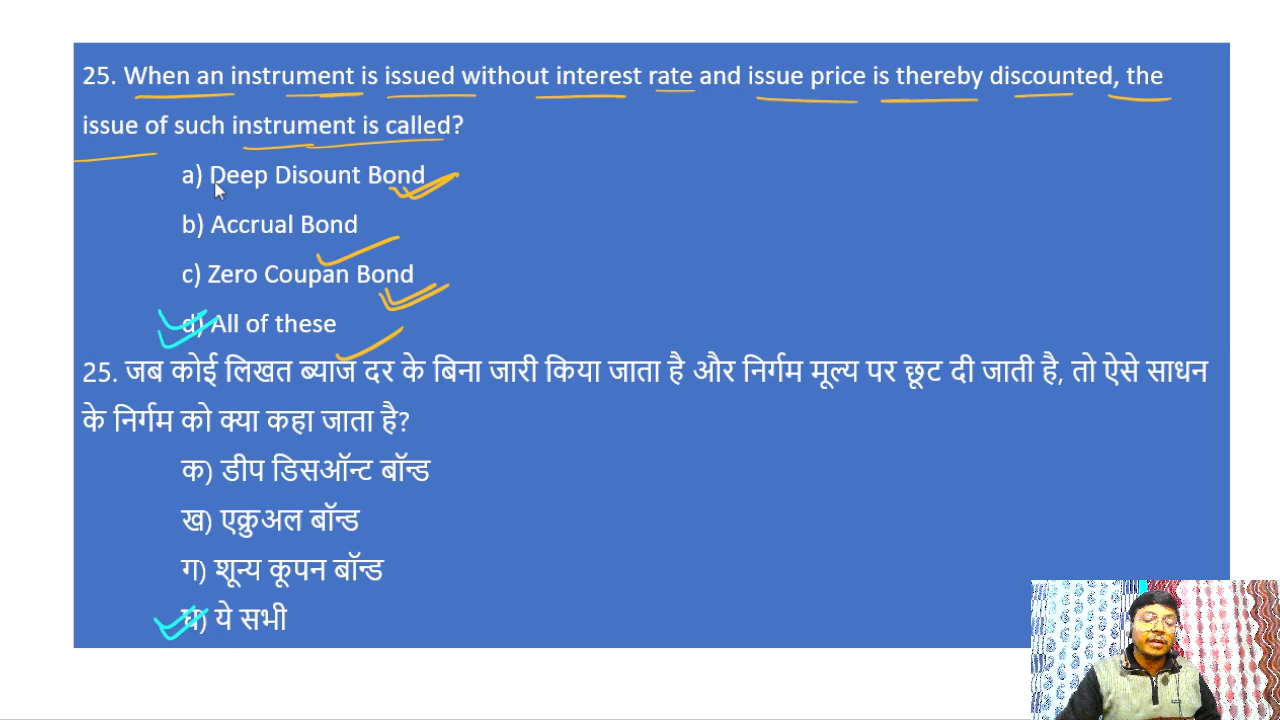 25. When an instrument is issued without interest rate and issue price is thereby discounted, the
issue of such instrument is called?
a) Deep Disount Bond
b) Accrual Bond
c) Zero Coupan Bond
d) All of these
25. जब कोई लिखत ब्याज दर के बिना जारी किया जाता है और निर्गम मूल्य पर छूट दी जाती है, तो ऐसे साधन
के निर्गम को क्या कहा जाता है?
क) डीप डिसऑन्ट बॉन्ड
ख) एक्रुअल बॉन्ड
ग) शून्य कूपन बॉन्ड
घ) ये सभी